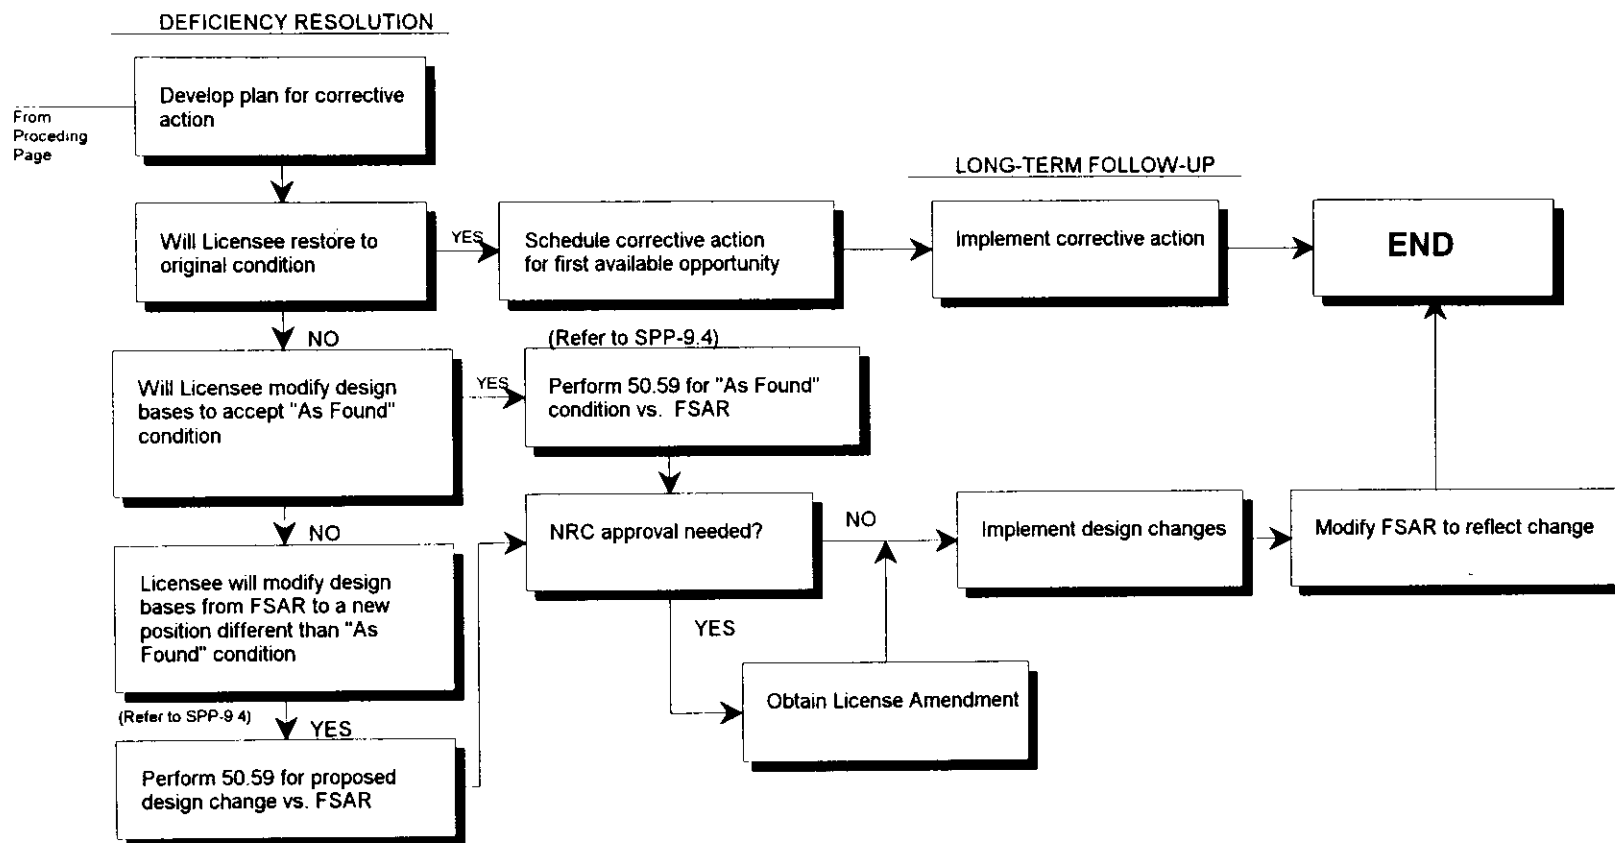 DEFICIENCY RESOLUTION
Develop plan for corrective
action
From
Proceding
Page
LONG-TERM FOLLOW-UP
Will Licensee restore to
original condition
YES
Schedule corrective action
for first available opportunity
Implement corrective action
END
NO
(Refer to SPP-9.4)
Will Licensee modify design
bases to accept "As Found"
condition
YES
Perform 50.59 for "As Found"
condition vs. FSAR
NO
NRC approval needed?
NO
Implement design changes
Modify FSAR to reflect change
Licensee will modify design
bases from FSAR to a new
position different than "As
Found" condition
YES
Obtain License Amendment
(Refer to SPP-9 4)
YES
Perform 50.59 for proposed
design change vs. FSAR